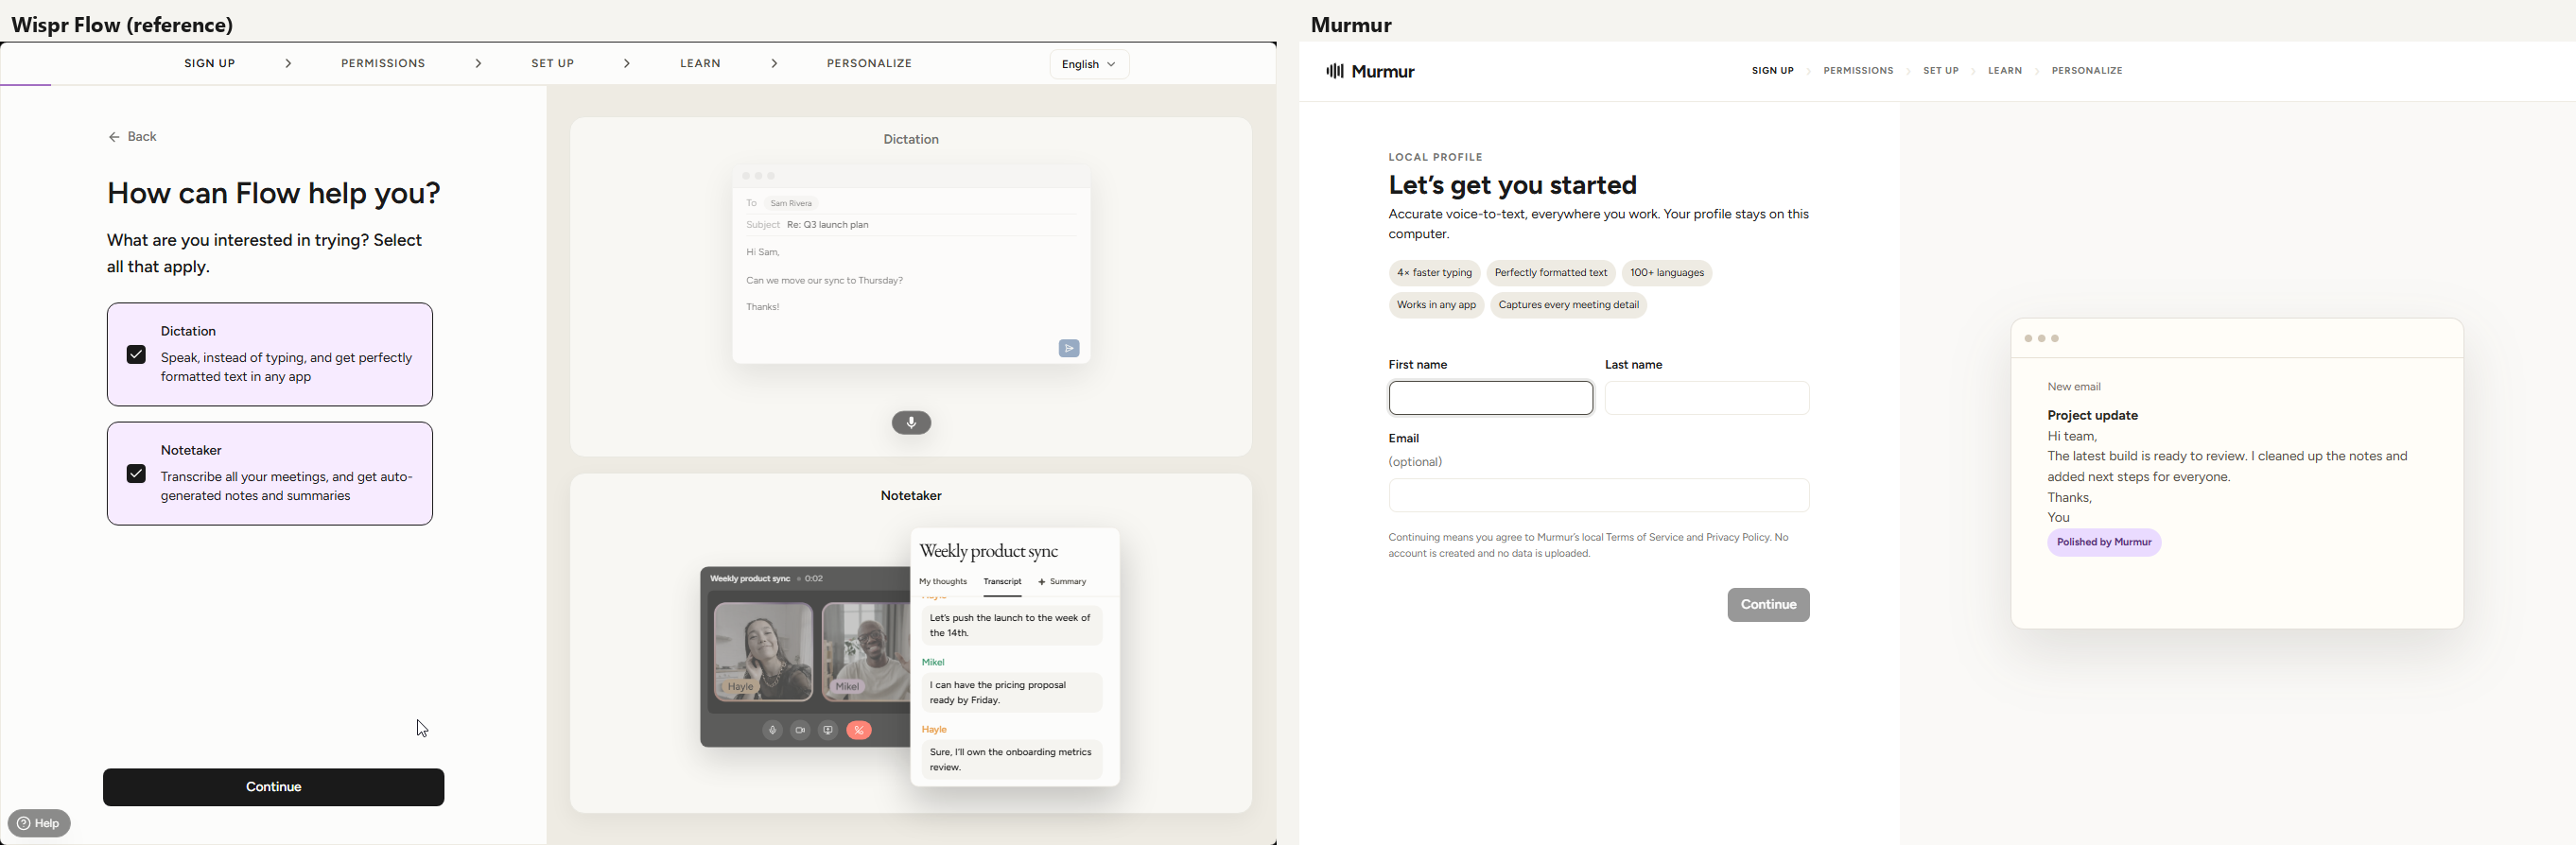 Wispr Flow (reference)
SIGN UP
PERMISSIONS
SET UP
LEARN
PERSONALIZE
English
Back
How can Flow help you?
What are you interested in trying? Select
all that apply.
Dictation
Speak, instead of typing, and get perfectly
formatted text in any app
Notetaker
Transcribe all your meetings, and get auto-
generated notes and summaries
Continue
Help
Dictation
To Sam Rivera
Subject Re: Q3 launch plan
Hi Sam,
Can we move our sync to Thursday?
Thanks!
Notetaker
Weekly product sync 0:02
Hayle
Mikel
Weekly product sync
My thoughts
Transcript
Summary
Hayle
Let's push the launch to the week of
the 14th.
Mikel
I can have the pricing proposal
ready by Friday.
Hayle
Sure, I'll own the onboarding metrics
review.
Murmur
Murmur
SIGN UP
PERMISSIONS
SET UP
LEARN
PERSONALIZE
LOCAL PROFILE
Let's get you started
Accurate voice-to-text, everywhere you work. Your profile stays on this
computer.
4× faster typing
Perfectly formatted text
100+ languages
Works in any app
Captures every meeting detail
First name
Last name
Email
(optional)
Continuing means you agree to Murmur's local Terms of Service and Privacy Policy. No
account is created and no data is uploaded.
Continue
New email
Project update
Hi team,
The latest build is ready to review. I cleaned up the notes and
added next steps for everyone.
Thanks,
You
Polished by Murmur